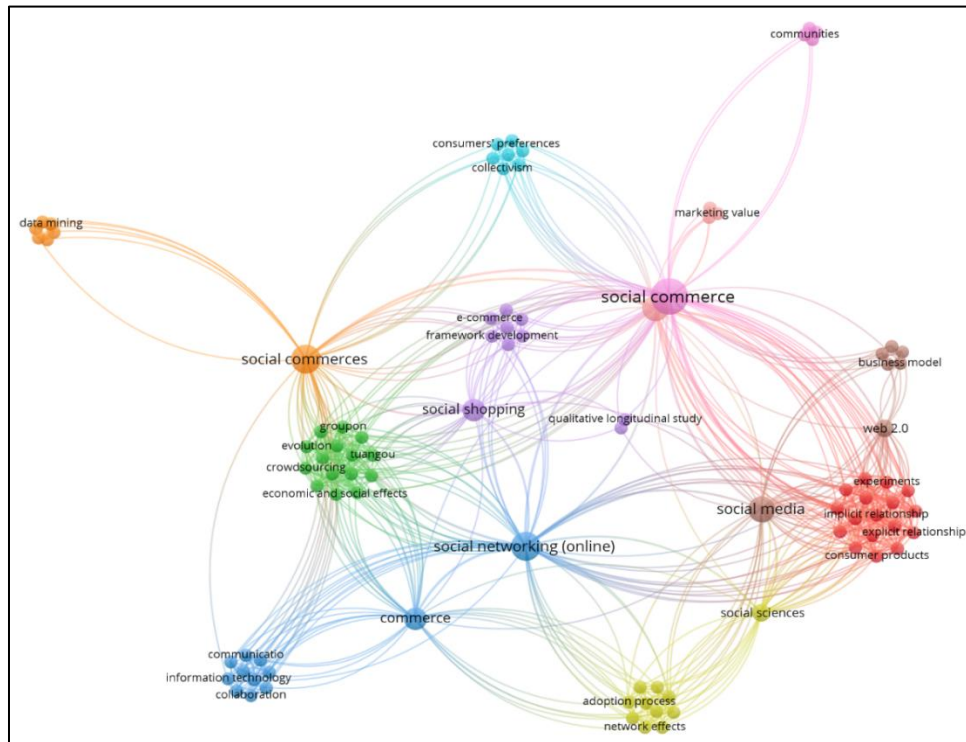 communities
consumers' preferences
collectivism
marketing value
data mining
social commerce
e-commerce
framework development
social commerces
business model
social shopping
qualitative longitudinal study
groupon
web 2.0
evolution
tuangou
crowdsourcing
economic and social effects
experiments
social media
implicit relationship
explicit relationship
social networking (online)
consumer products
social sciences
commerce
communicatio
information technology
collaboration
adoption process
network effects